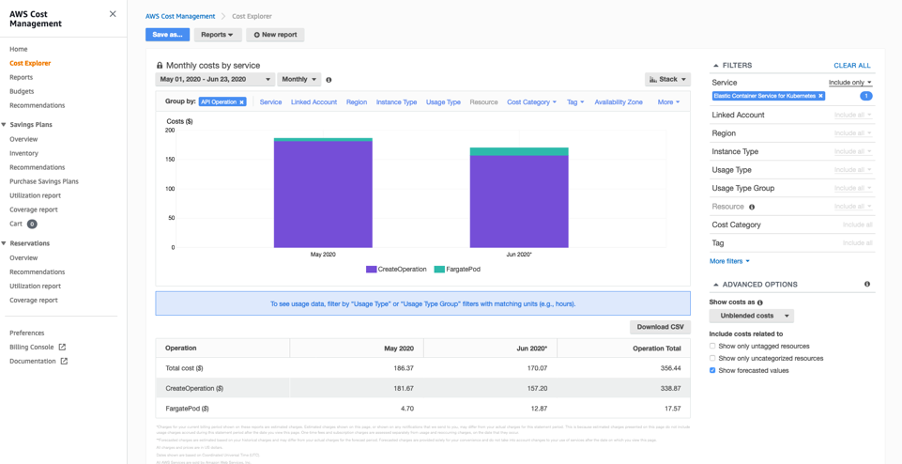 AWS Cost Management
Home
Cost Explorer
Reports
Budgets
Recommendations
Savings Plans
Overview
Inventory
Recommendations
Purchase Savings Plans
Utilization report
Coverage report
Cart 0
Reservations
Overview
Recommendations
Utilization report
Coverage report
Preferences
Billing Console
Documentation
AWS Cost Management > Cost Explorer
Save as... Reports New report
Monthly costs by service
May 01, 2020 - Jun 23, 2020 Monthly Stack
Group by: API Operation × Service Linked Account Region Instance Type Usage Type Resource Cost Category Tag Availability Zone More
Costs ($)
200
150
100
50
0
May 2020 Jun 2020*
CreateOperation FargatePod
To see usage data, filter by "Usage Type" or "Usage Type Group" filters with matching units (e.g., hours).
Download CSV
Operation May 2020 Jun 2020* Operation Total
Total cost ($) 186.37 170.07 356.44
CreateOperation ($) 181.67 157.20 338.87
FargatePod ($) 4.70 12.87 17.57
FILTERS CLEAR ALL
Service Include only
Elastic Container Service for Kubernetes × 1
Linked Account Include all
Region Include all
Instance Type Include all
Usage Type Include all
Usage Type Group Include all
Resource Include all
Cost Category Include all
Tag Include all
More filters
ADVANCED OPTIONS
Show costs as
Unblended costs
Include costs related to
Show only untagged resources
Show only uncategorized resources
Show forecasted values